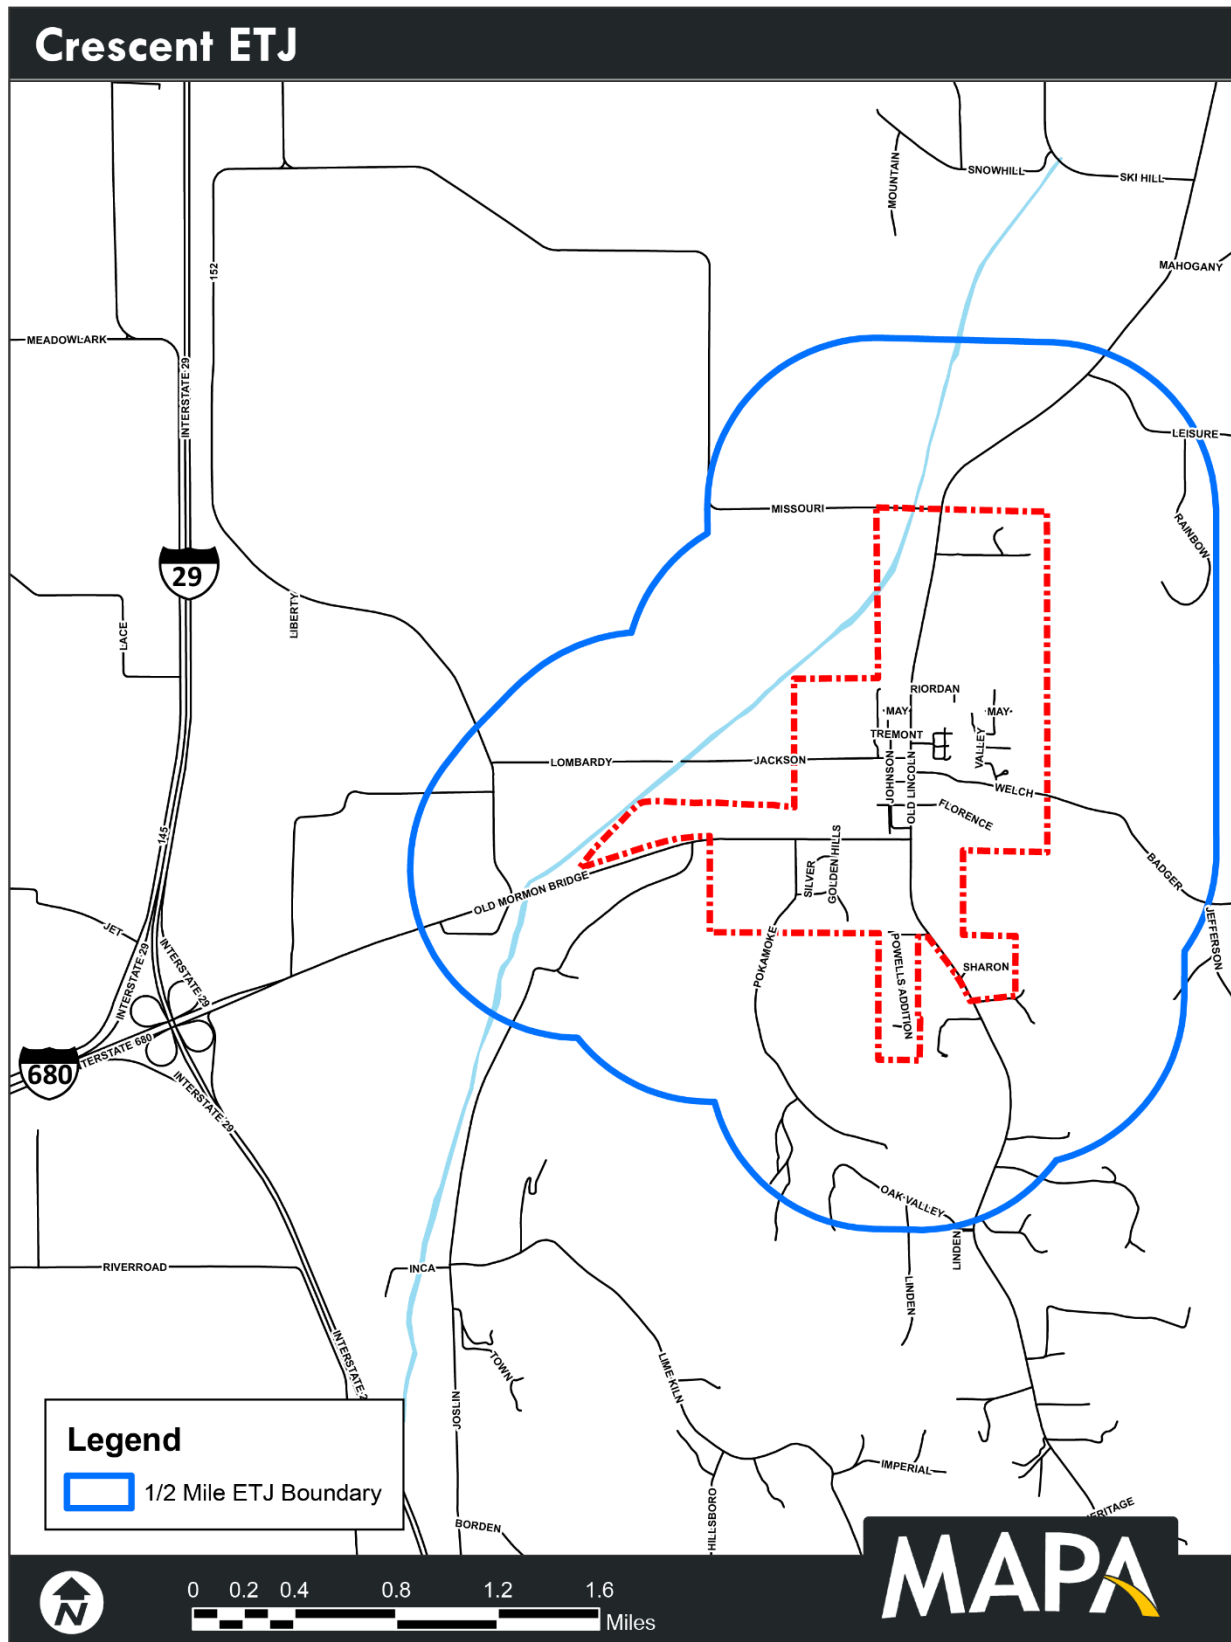 Crescent ETJ
SNOWHILL
SKI HILL
MOUNTAIN
MAHOGANY
152
MEADOWLARK
INTERSTATE 29
LEISURE
MISSOURI
RAINBOW
29
LIBERTY
LACE
RIORDAN
MAY
MAY
TREMONT
VALLEY
LOMBARDY
JACKSON
JOHNSON
OLD LINCOLN
WELCH
FLORENCE
145
GOLDEN HILLS
SILVER
BADGER
OLD MORMON BRIDGE
JEFFERSON
JET
INTERSTATE 29
INTERSTATE 29
POKAMOKE
POWELLS ADDITION
SHARON
TERSTATE 680
680
INTERSTATE 29
OAK VALLEY
LINDEN
LINDEN
RIVERROAD
INCA
INTERSTATE 2
TOWN
LIME KILN
JOSLIN
IMPERIAL
HILLSBORO
BORDEN
ERITAGE
Legend
1/2 Mile ETJ Boundary
N
0 0.2 0.4 0.8 1.2 1.6
Miles
MAPA